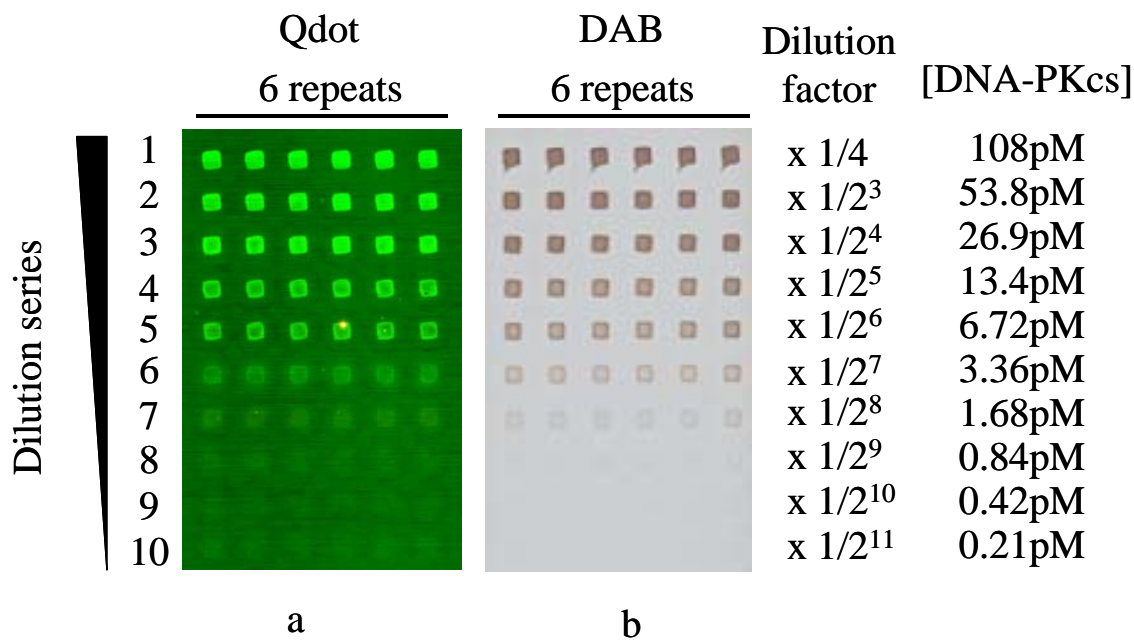 Qdot DAB Dilution factor [DNA-PKcs]
6 repeats 6 repeats
Dilution series
1 x 1/4 108pM
2 x 1/2³ 53.8pM
3 x 1/2⁴ 26.9pM
4 x 1/2⁵ 13.4pM
5 x 1/2⁶ 6.72pM
6 x 1/2⁷ 3.36pM
7 x 1/2⁸ 1.68pM
8 x 1/2⁹ 0.84pM
9 x 1/2¹⁰ 0.42pM
10 x 1/2¹¹ 0.21pM
a b